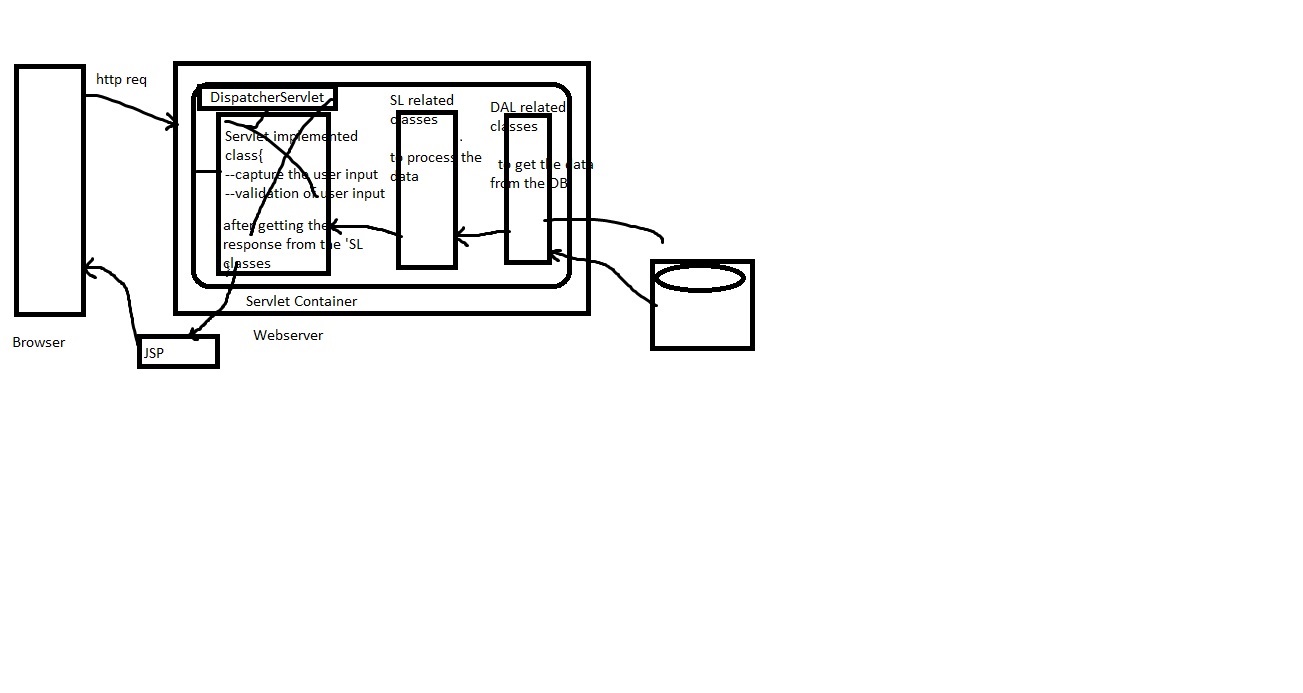 http req
DispatcherServlet
Servlet implemented
class{
--capture the user input
--validation of user input
after getting the
response from the 'SL
classes
}
SL related
classes
.
to process the
data
DAL related
classes
to get the data
from the DB
Servlet Container
Webserver
Browser
JSP